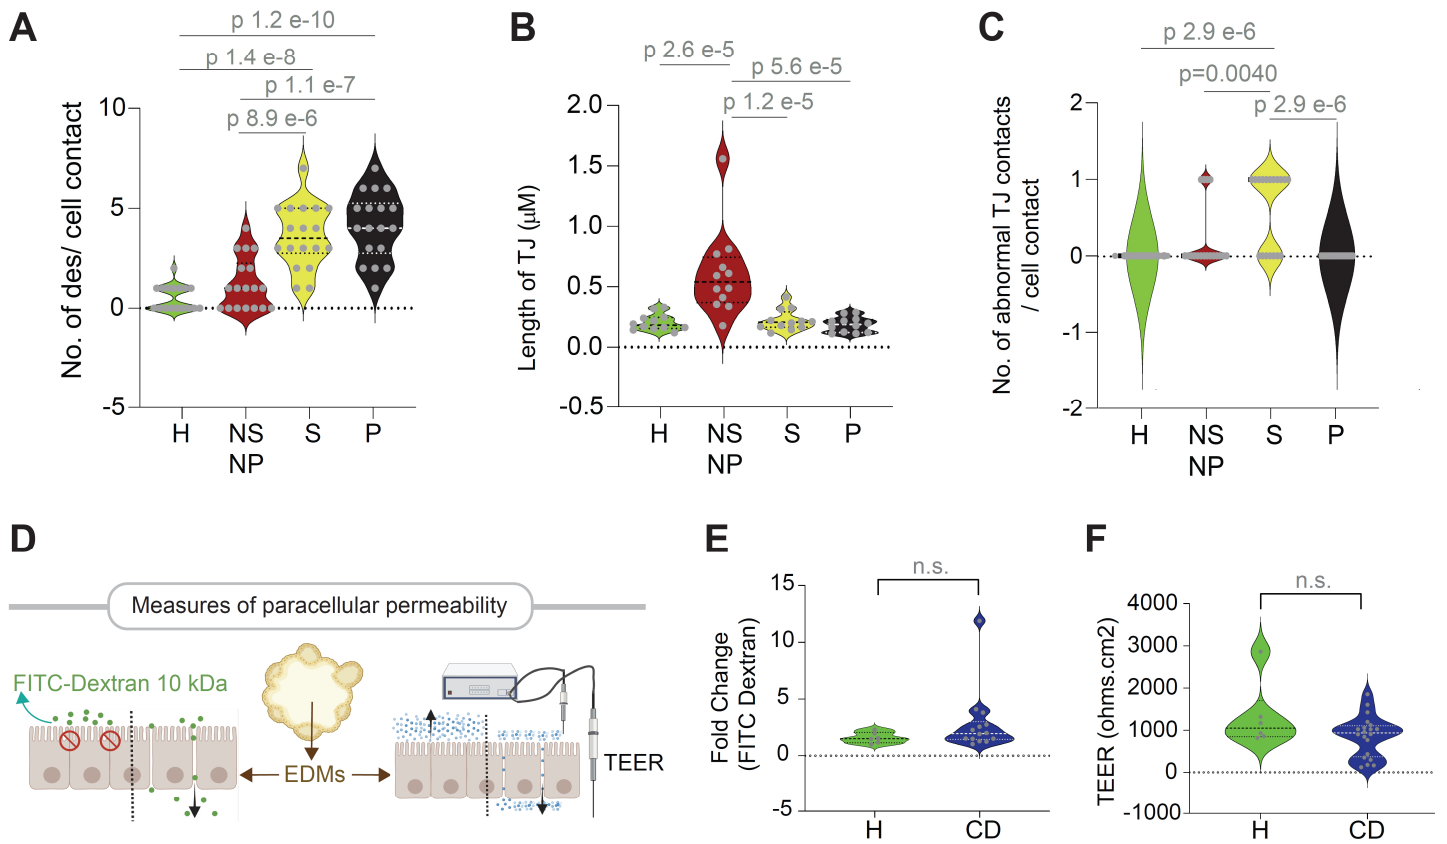 A
p 1.2 e-10
p 1.4 e-8
p 1.1 e-7
p 8.9 e-6
No. of des/ cell contact
10
5
0
-5
H
NS
NP
S
P
B
p 2.6 e-5
p 5.6 e-5
p 1.2 e-5
Length of TJ (μM)
2.0
1.5
1.0
0.5
0.0
-0.5
H
NS
NP
S
P
C
p 2.9 e-6
p=0.0040
p 2.9 e-6
No. of abnormal TJ contacts
/ cell contact
2
1
0
-1
-2
H
NS
NP
S
P
D
Measures of paracellular permeability
FITC-Dextran 10 kDa
EDMs
TEER
E
n.s.
Fold Change
(FITC Dextran)
15
10
5
0
-5
H
CD
F
n.s.
TEER (ohms.cm2)
4000
3000
2000
1000
0
-1000
H
CD